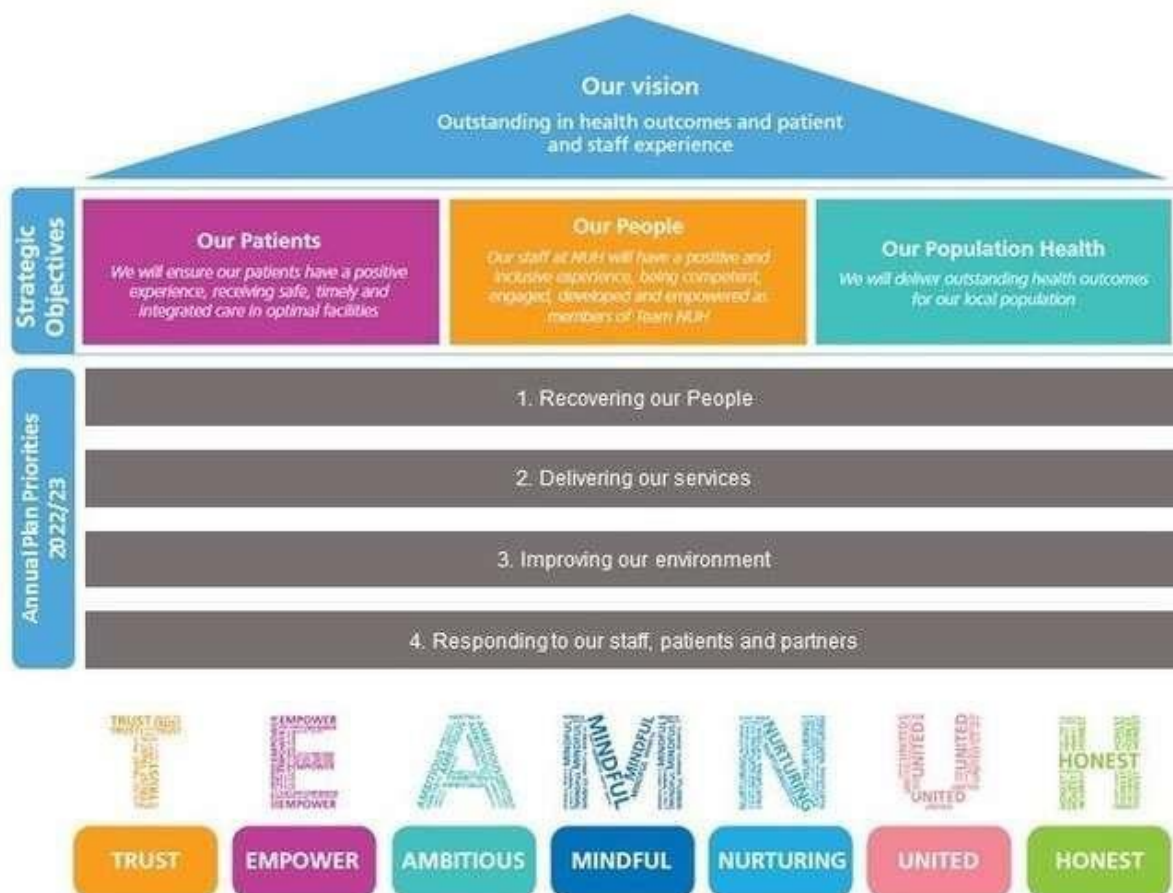 Our vision
Outstanding in health outcomes and patient
and staff experience
Strategic
Objectives
Our Patients
We will ensure our patients have a positive
experience, receiving safe, timely and
integrated care in optimal facilities
Our People
Our staff at NUH will have a positive and
inclusive experience, being competent,
engaged, developed and empowered as
members of Team NUH
Our Population Health
We will deliver outstanding health outcomes
for our local population
Annual Plan Priorities
2022/23
1. Recovering our People
2. Delivering our services
3. Improving our environment
4. Responding to our staff, patients and partners
T E A M N U H
TRUST EMPOWER AMBITIOUS MINDFUL NURTURING UNITED HONEST